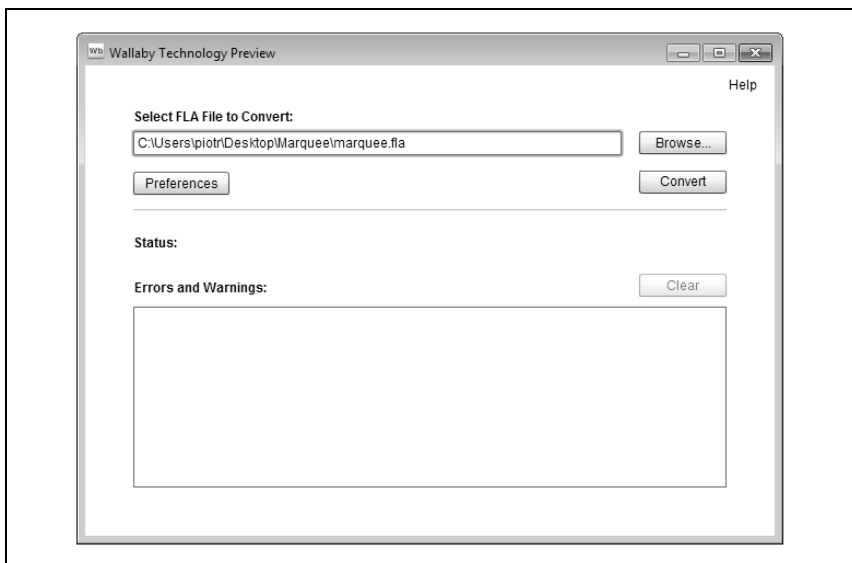 Wb Wallaby Technology Preview
Help
Select FLA File to Convert:
C:\Users\piotr\Desktop\Marquee\marquee.fla Browse...
Preferences Convert
Status:
Errors and Warnings: Clear